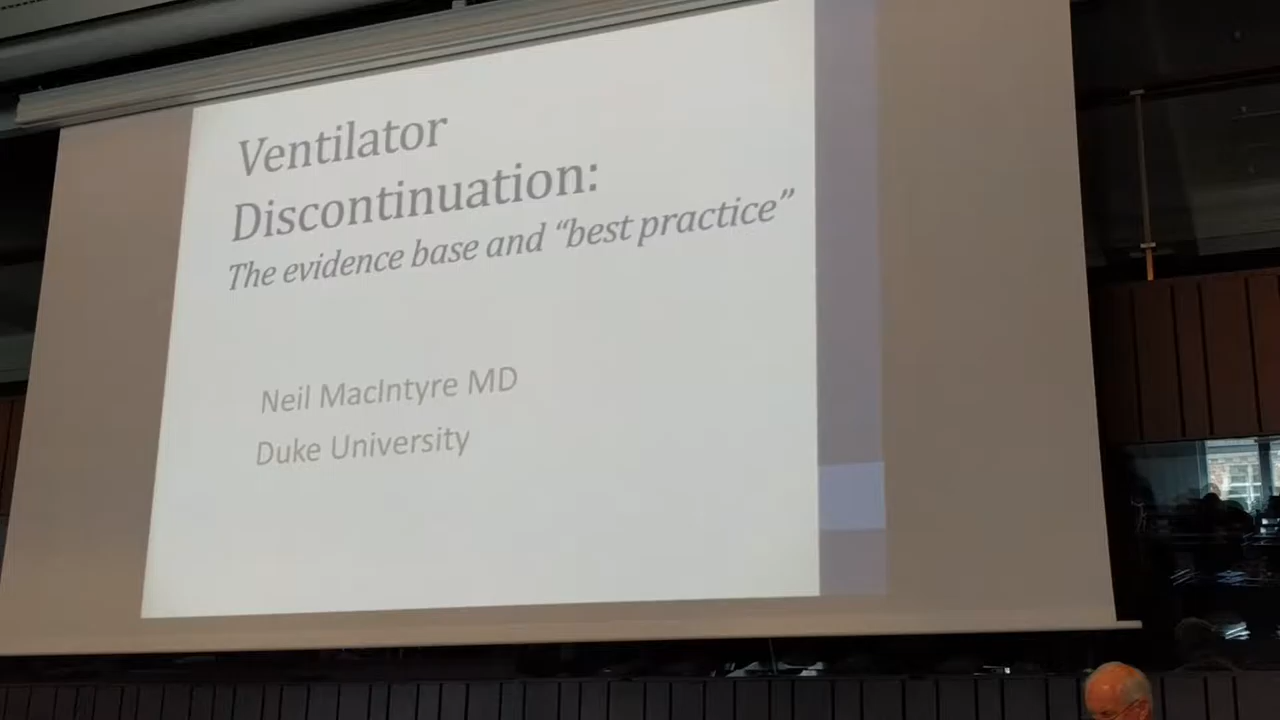 Ventilator
Discontinuation:
The evidence base and “best practice”
Neil MacIntyre MD
Duke University